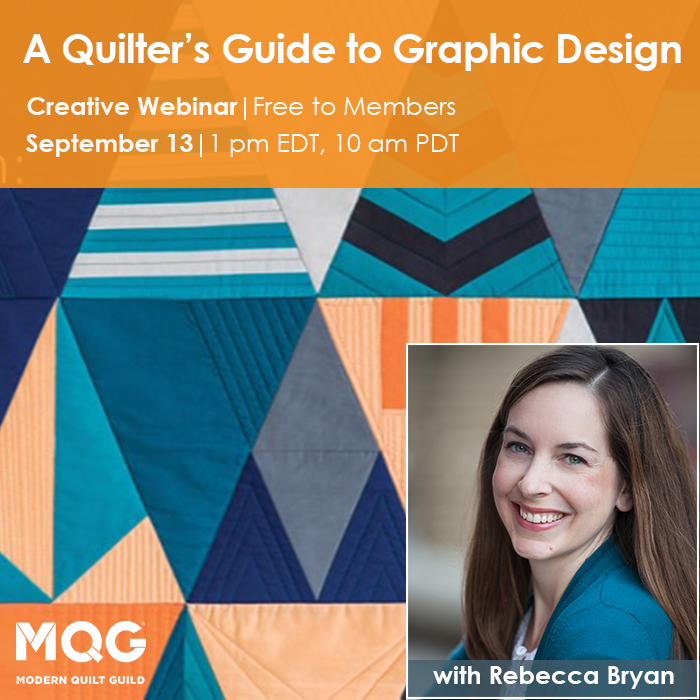 A Quilter's Guide to Graphic Design
Creative Webinar|Free to Members
September 13|1 pm EDT, 10 am PDT
with Rebecca Bryan
MQG®
MODERN QUILT GUILD